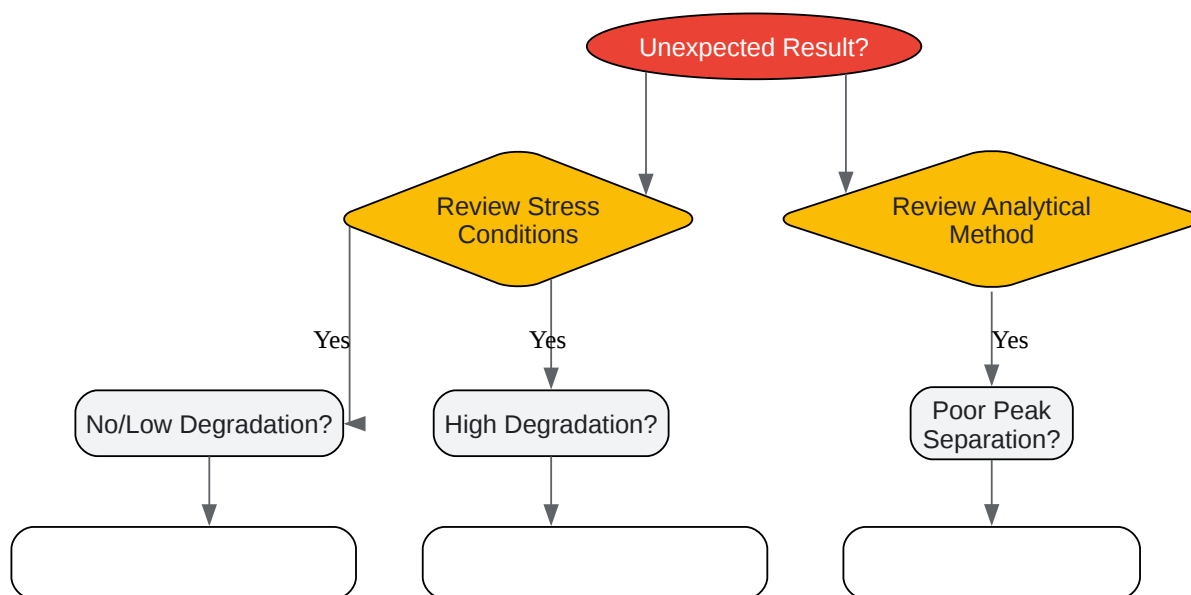 Unexpected Result?
Review Stress
Conditions
Review Analytical
Method
Yes
Yes
Yes
No/Low Degradation?
High Degradation?
Poor Peak
Separation?